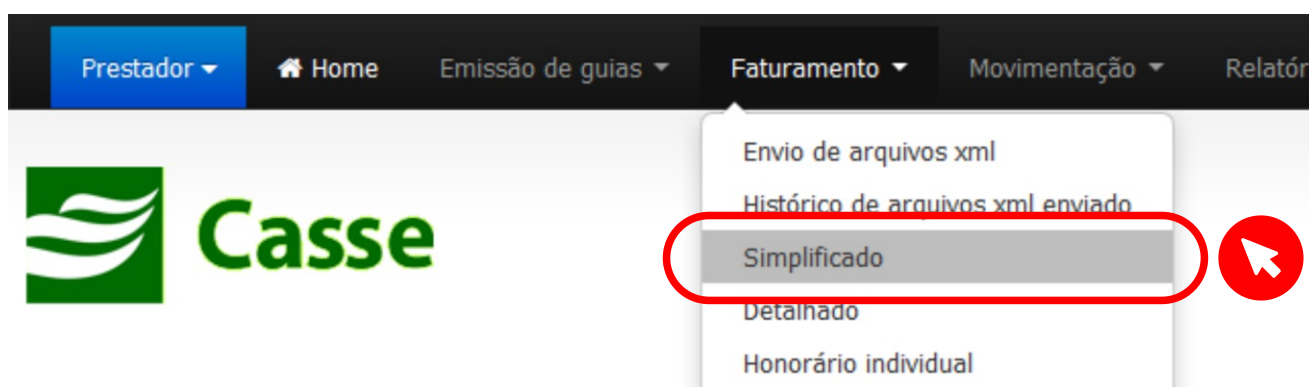 Prestador Home Emissão de guias Faturamento Movimentação Relatór
Casse
Envio de arquivos xml
Histórico de arquivos xml enviado
Simplificado
Detalhado
Honorário individual